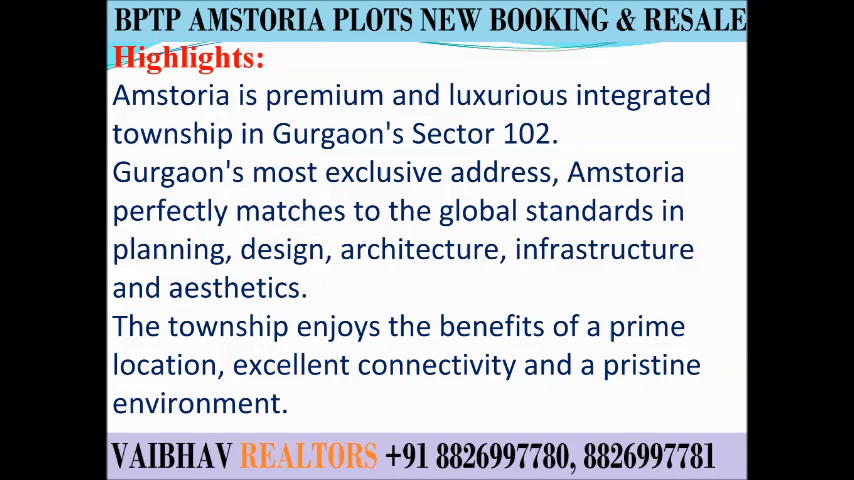 BPTP AMSTORIA PLOTS NEW BOOKING & RESALE
Highlights:
Amstoria is premium and luxurious integrated
township in Gurgaon's Sector 102.
Gurgaon's most exclusive address, Amstoria
perfectly matches to the global standards in
planning, design, architecture, infrastructure
and aesthetics.
The township enjoys the benefits of a prime
location, excellent connectivity and a pristine
environment.
VAIBHAV REALTORS +91 8826997780, 8826997781